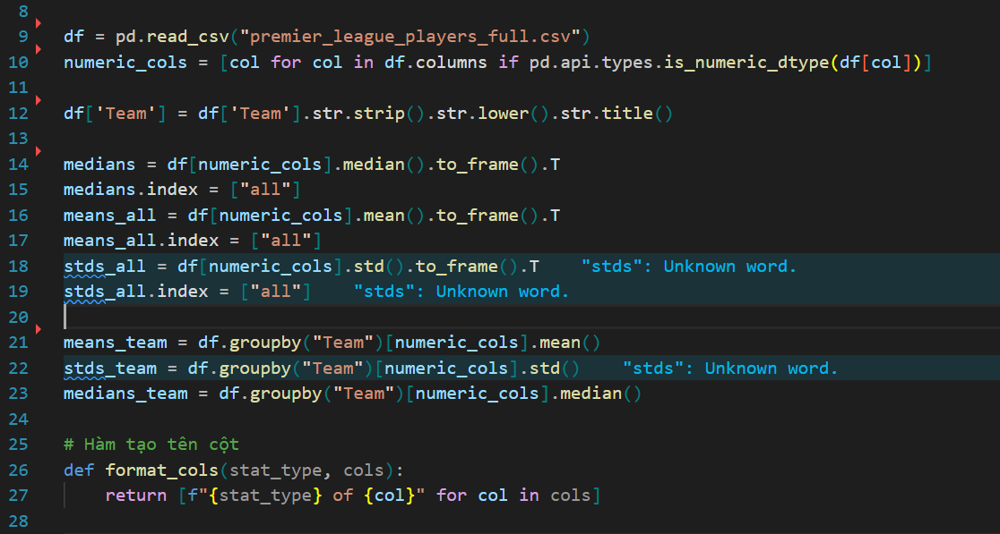 8
9 df = pd.read_csv("premier_league_players_full.csv")
10 numeric_cols = [col for col in df.columns if pd.api.types.is_numeric_dtype(df[col])]
11
12 df['Team'] = df['Team'].str.strip().str.lower().str.title()
13
14 medians = df[numeric_cols].median().to_frame().T
15 medians.index = ["all"]
16 means_all = df[numeric_cols].mean().to_frame().T
17 means_all.index = ["all"]
18 stds_all = df[numeric_cols].std().to_frame().T "stds": Unknown word.
19 stds_all.index = ["all"] "stds": Unknown word.
20
21 means_team = df.groupby("Team")[numeric_cols].mean()
22 stds_team = df.groupby("Team")[numeric_cols].std() "stds": Unknown word.
23 medians_team = df.groupby("Team")[numeric_cols].median()
24
25 # Hàm tạo tên cột
26 def format_cols(stat_type, cols):
27     return [f"{stat_type} of {col}" for col in cols]
28